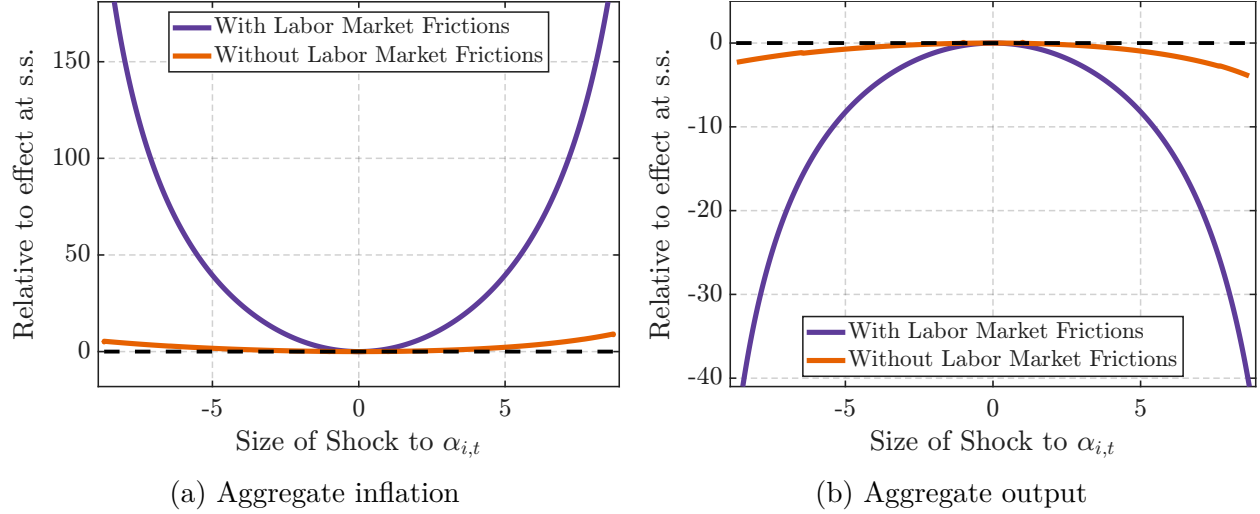 Relative to effect at s.s.
150
100
50
0
-5
0
5
With Labor Market Frictions
Without Labor Market Frictions
Size of Shock to α_{i,t}
(a) Aggregate inflation
Relative to effect at s.s.
0
-10
-20
-30
-40
-5
0
5
With Labor Market Frictions
Without Labor Market Frictions
Size of Shock to α_{i,t}
(b) Aggregate output